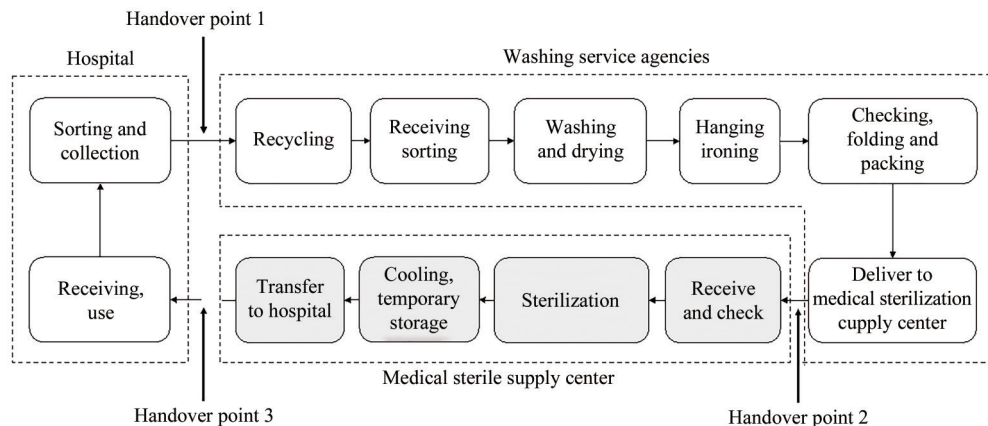 Handover point 1
Hospital
Washing service agencies
Sorting and
collection
Recycling
Receiving
sorting
Washing
and drying
Hanging
ironing
Checking,
folding and
packing
Receiving,
use
Transfer
to hospital
Cooling,
temporary
storage
Sterilization
Receive
and check
Deliver to
medical sterilization
cupply center
Medical sterile supply center
Handover point 3
Handover point 2